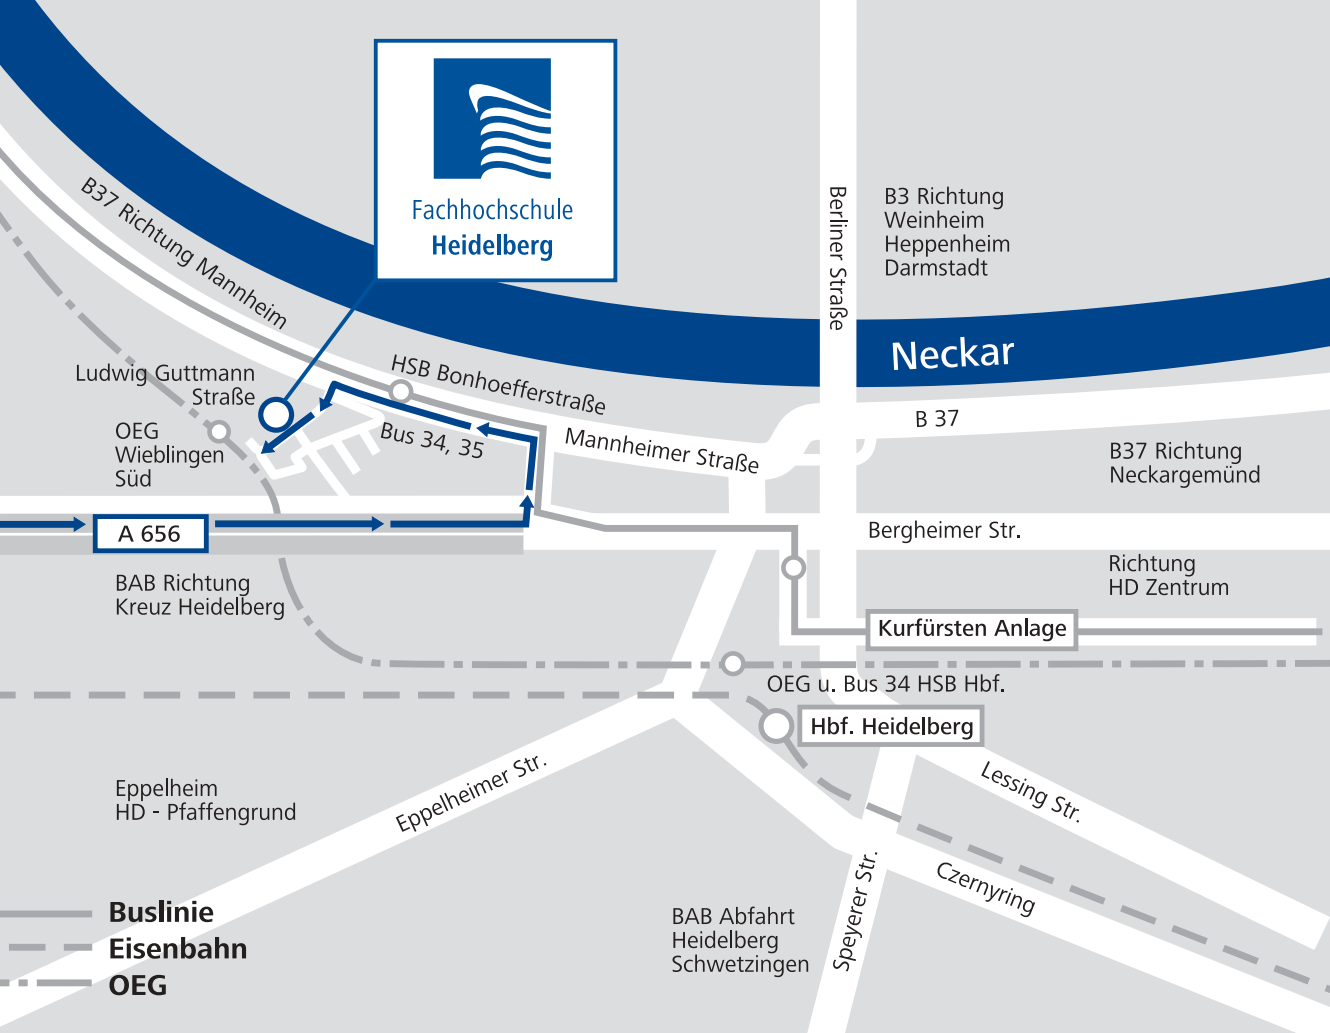 Fachhochschule
Heidelberg
B37 Richtung Mannheim
Berliner Straße
B3 Richtung
Weinheim
Heppenheim
Darmstadt
Neckar
HSB Bonhoefferstraße
Ludwig Guttmann
Straße
B 37
OEG
Wieblingen
Süd
Bus 34, 35
Mannheimer Straße
B37 Richtung
Neckargemünd
A 656
Bergheimer Str.
BAB Richtung
Kreuz Heidelberg
Richtung
HD Zentrum
Kurfürsten Anlage
OEG u. Bus 34 HSB Hbf.
Hbf. Heidelberg
Eppelheim
HD - Pfaffengrund
Eppelheimer Str.
Lessing Str.
Czernyring
Speyerer Str.
BAB Abfahrt
Heidelberg
Schwetzingen
Buslinie
Eisenbahn
OEG